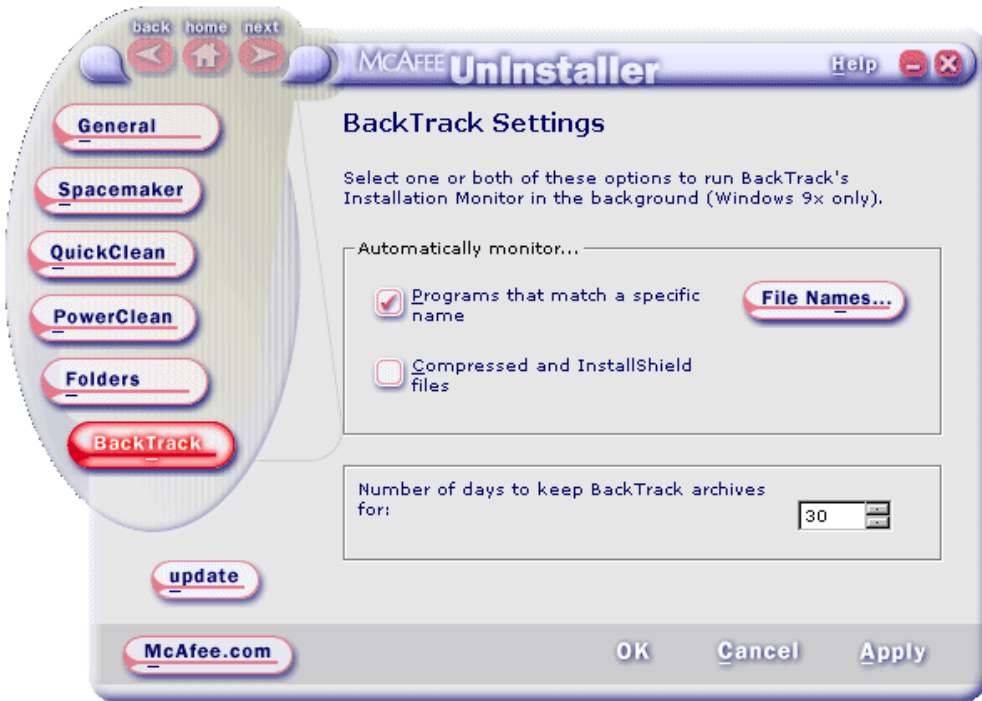 back home next
McAfee UnInstaller
Help
General
Spacemaker
QuickClean
PowerClean
Folders
BackTrack
update
McAfee.com
BackTrack Settings
Select one or both of these options to run BackTrack's
Installation Monitor in the background (Windows 9x only).
Automatically monitor...
Programs that match a specific
name
File Names...
Compressed and InstallShield
files
Number of days to keep BackTrack archives
for:
30
OK Cancel Apply